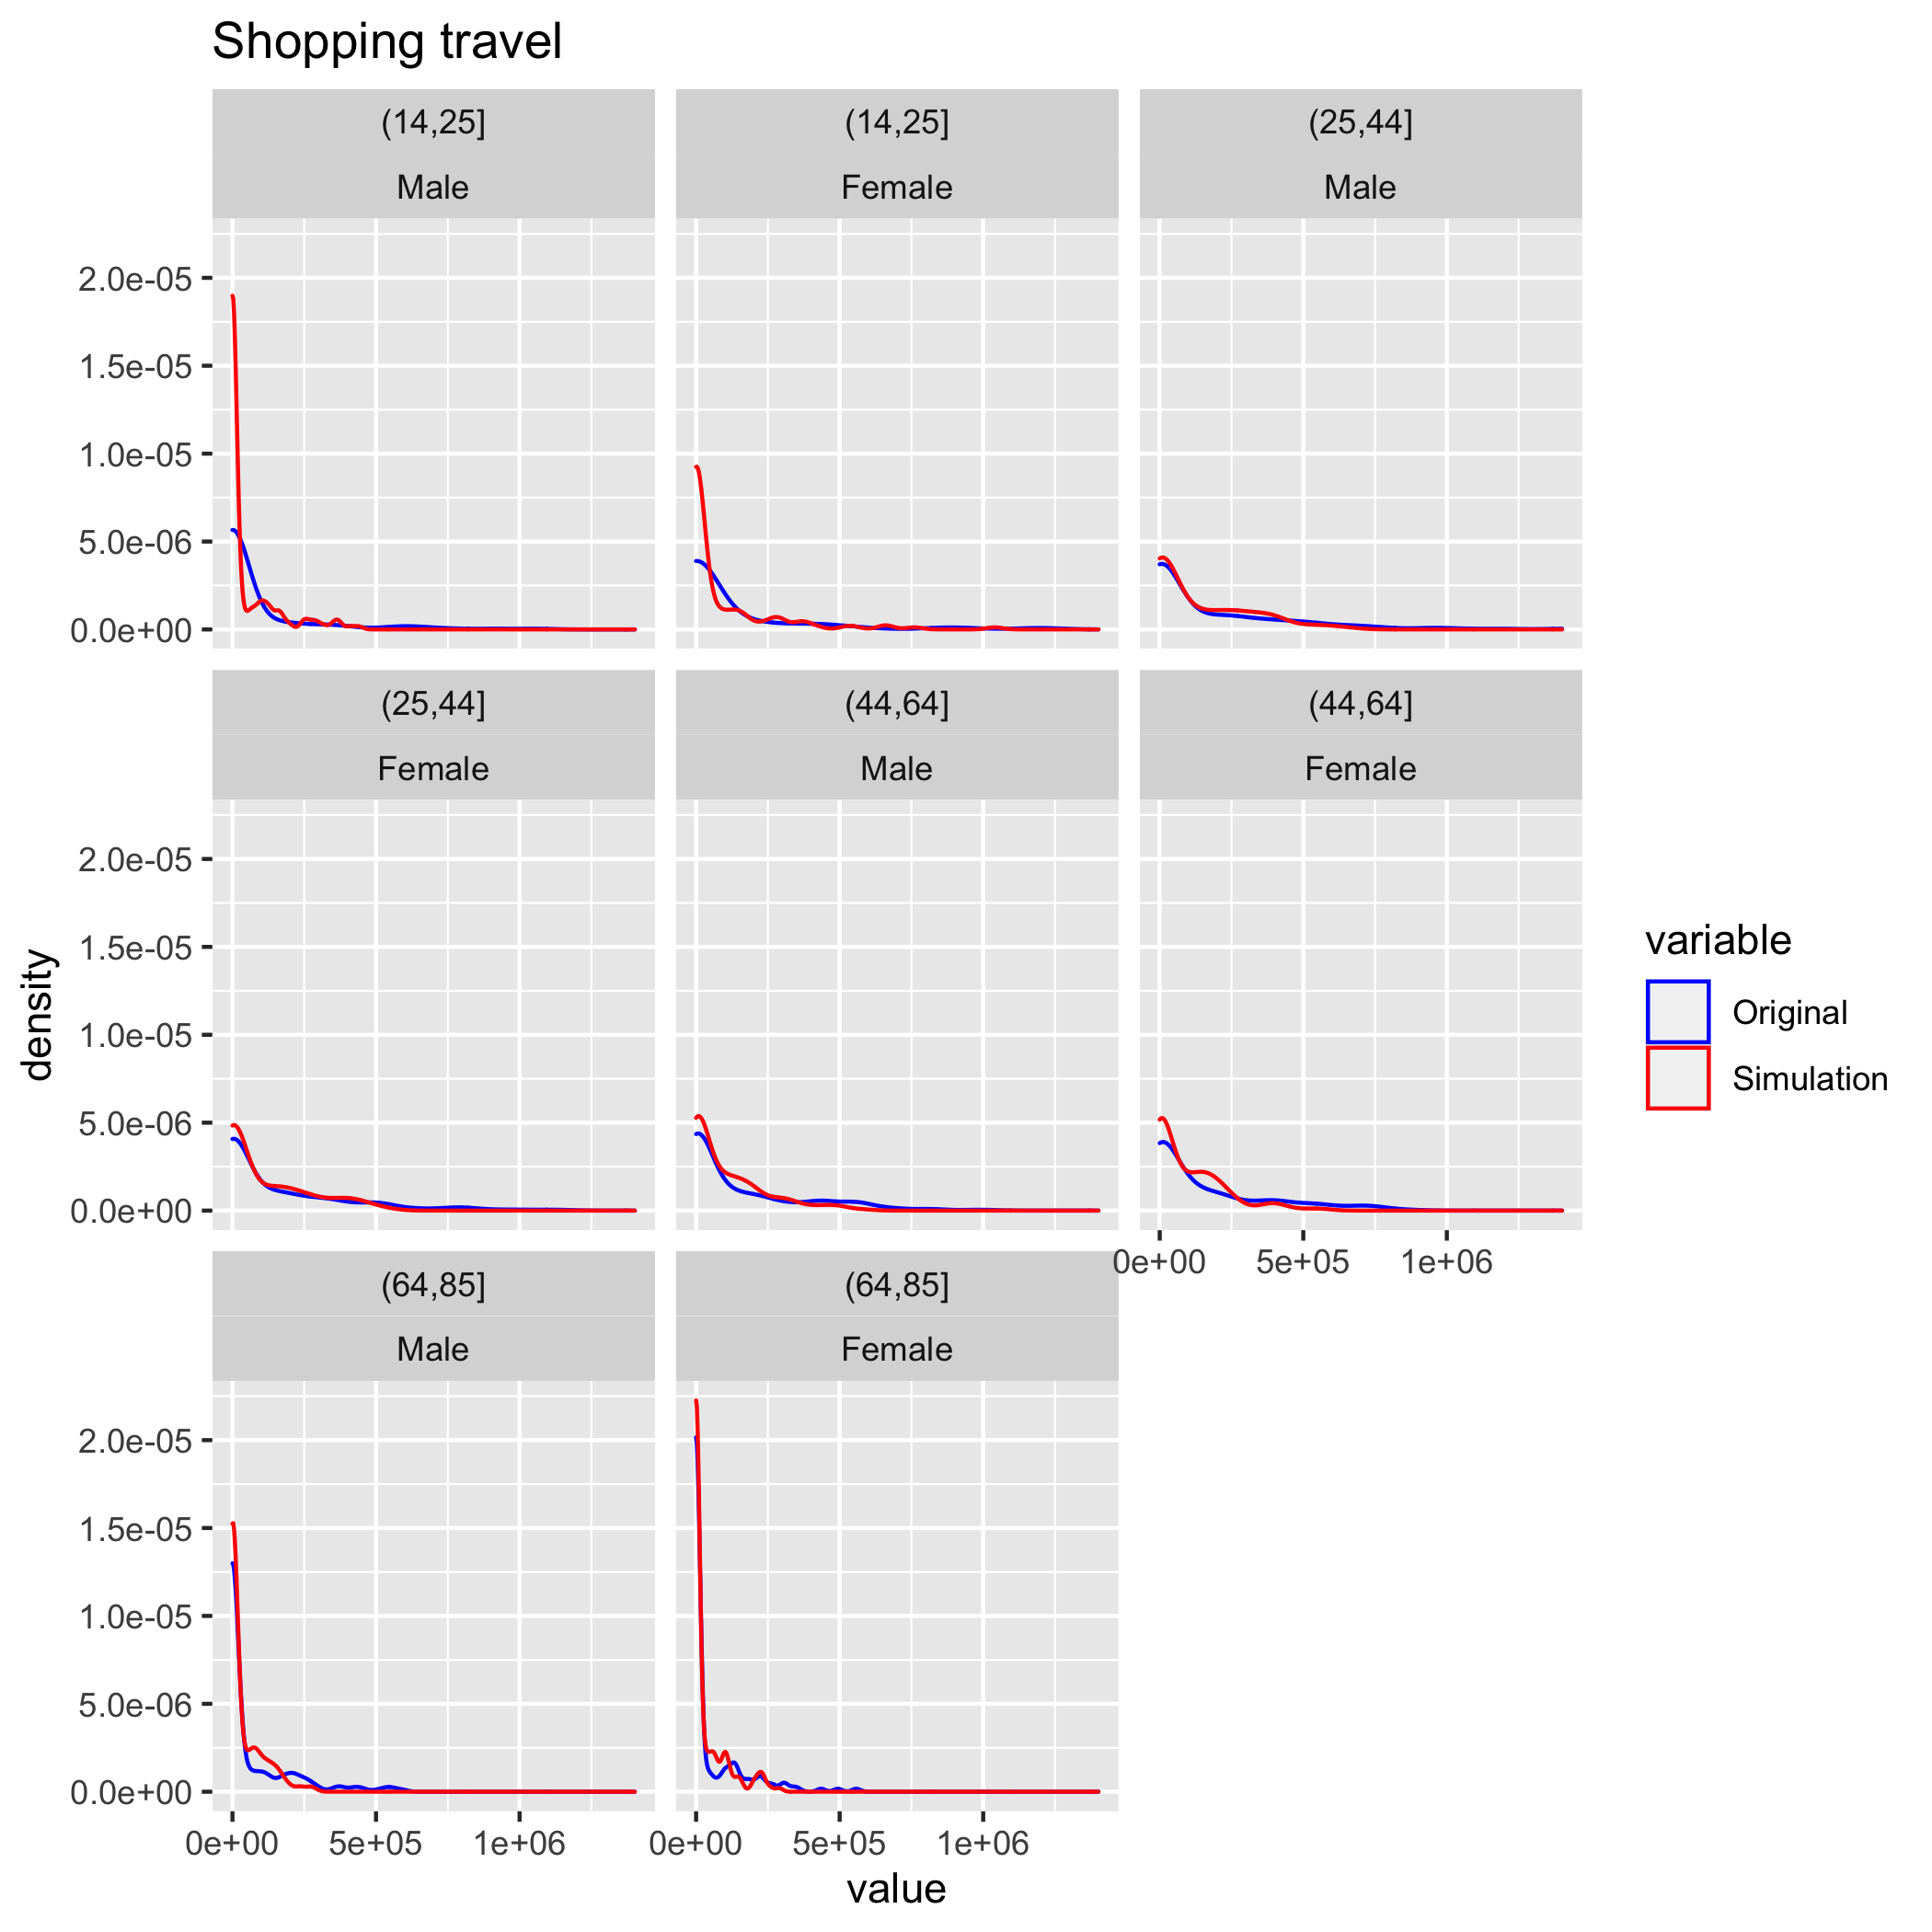 Shopping travel
(14,25]
Male
(14,25]
Female
(25,44]
Male
2.0e-05
1.5e-05
1.0e-05
5.0e-06
0.0e+00
(25,44]
Female
(44,64]
Male
(44,64]
Female
2.0e-05
1.5e-05
1.0e-05
5.0e-06
0.0e+00
0e+00 5e+05 1e+06
(64,85]
Male
(64,85]
Female
2.0e-05
1.5e-05
1.0e-05
5.0e-06
0.0e+00
0e+00 5e+05 1e+06
0e+00 5e+05 1e+06
value
density
variable
Original
Simulation